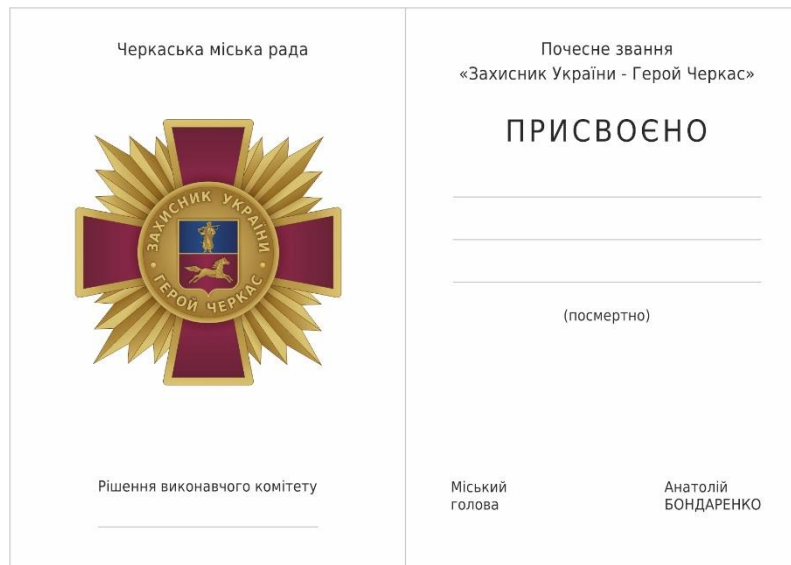 Черкаська міська рада
ЗАХИСНИК УКРАЇНИ
ГЕРОЙ ЧЕРКАС
Рішення виконавчого комітету
Почесне звання
«Захисник України - Герой Черкас»
ПРИСВОЄНО
(посмертно)
Міський
голова
Анатолій
БОНДАРЕНКО